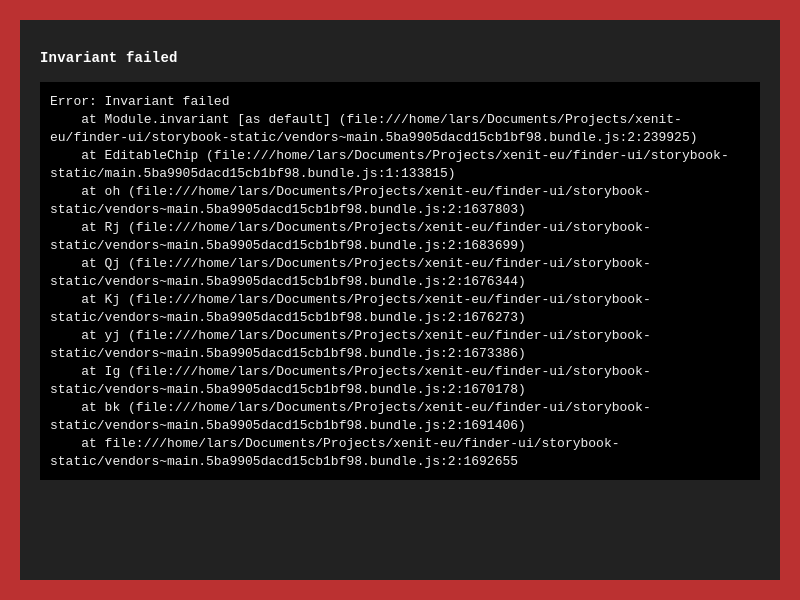 Invariant failed
Error: Invariant failed
    at Module.invariant [as default] (file:///home/lars/Documents/Projects/xenit-
eu/finder-ui/storybook-static/vendors~main.5ba9905dacd15cb1bf98.bundle.js:2:239925)
    at EditableChip (file:///home/lars/Documents/Projects/xenit-eu/finder-ui/storybook-
static/main.5ba9905dacd15cb1bf98.bundle.js:1:133815)
    at oh (file:///home/lars/Documents/Projects/xenit-eu/finder-ui/storybook-
static/vendors~main.5ba9905dacd15cb1bf98.bundle.js:2:1637803)
    at Rj (file:///home/lars/Documents/Projects/xenit-eu/finder-ui/storybook-
static/vendors~main.5ba9905dacd15cb1bf98.bundle.js:2:1683699)
    at Qj (file:///home/lars/Documents/Projects/xenit-eu/finder-ui/storybook-
static/vendors~main.5ba9905dacd15cb1bf98.bundle.js:2:1676344)
    at Kj (file:///home/lars/Documents/Projects/xenit-eu/finder-ui/storybook-
static/vendors~main.5ba9905dacd15cb1bf98.bundle.js:2:1676273)
    at yj (file:///home/lars/Documents/Projects/xenit-eu/finder-ui/storybook-
static/vendors~main.5ba9905dacd15cb1bf98.bundle.js:2:1673386)
    at Ig (file:///home/lars/Documents/Projects/xenit-eu/finder-ui/storybook-
static/vendors~main.5ba9905dacd15cb1bf98.bundle.js:2:1670178)
    at bk (file:///home/lars/Documents/Projects/xenit-eu/finder-ui/storybook-
static/vendors~main.5ba9905dacd15cb1bf98.bundle.js:2:1691406)
    at file:///home/lars/Documents/Projects/xenit-eu/finder-ui/storybook-
static/vendors~main.5ba9905dacd15cb1bf98.bundle.js:2:1692655